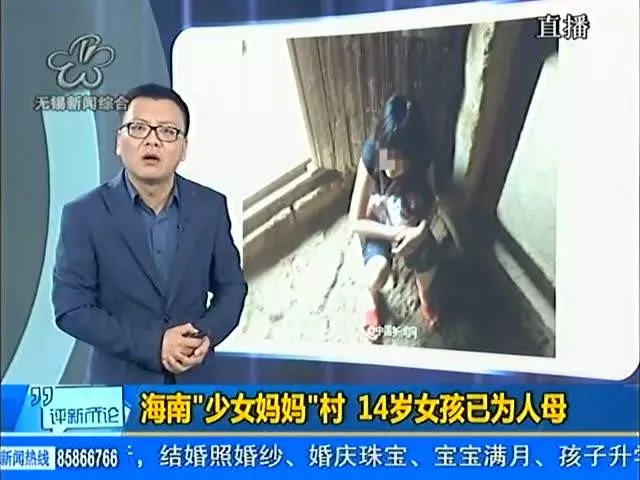 直播
无锡新闻综合
中国新闻网
海南"少女妈妈"村 14岁女孩已为人母
评新而论
新闻热线 85866768 结婚照婚纱、婚庆珠宝、宝宝满月、孩子升学